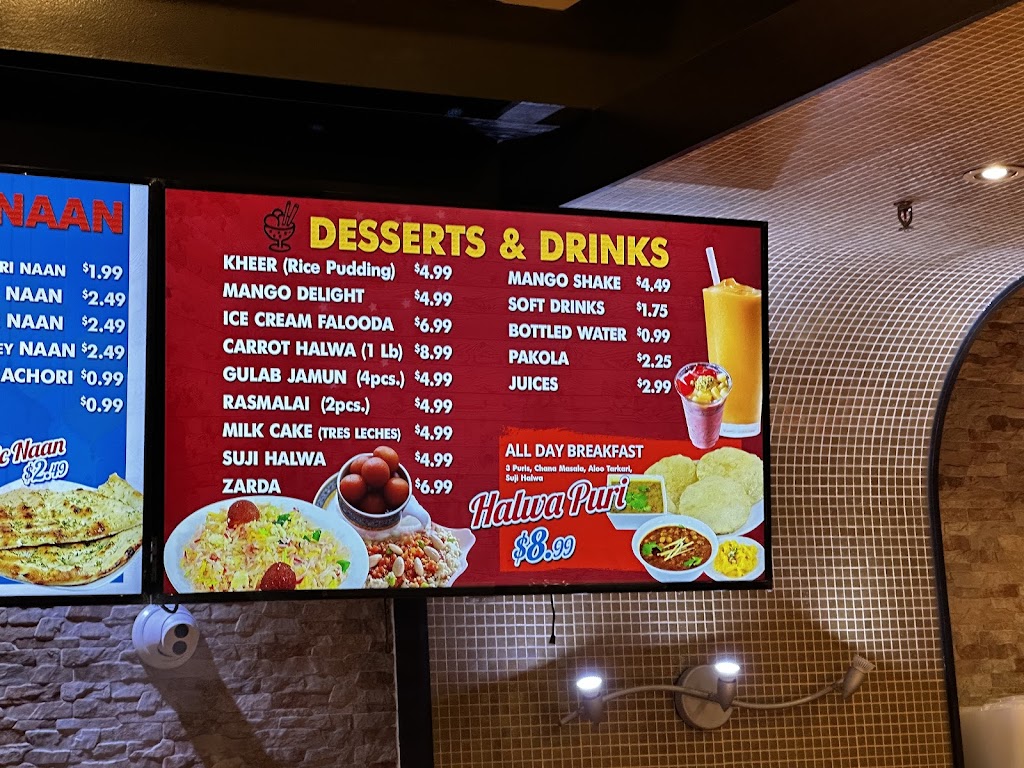 NAAN
RI NAAN $1.99
NAAN $2.49
NAAN $2.49
EY NAAN $2.49
ACHORI $0.99
$0.99
c Naan
$2.49
DESSERTS & DRINKS
KHEER (Rice Pudding) $4.99
MANGO DELIGHT $4.99
ICE CREAM FALOODA $6.99
CARROT HALWA (1 Lb) $8.99
GULAB JAMUN (4pcs.) $4.99
RASMALAI (2pcs.) $4.99
MILK CAKE (TRES LECHES) $4.99
SUJI HALWA $4.99
ZARDA $6.99
MANGO SHAKE $4.49
SOFT DRINKS $1.75
BOTTLED WATER $0.99
PAKOLA $2.25
JUICES $2.99
ALL DAY BREAKFAST
3 Puris, Chana Masala, Aloo Tarkari,
Suji Halwa
Halwa Puri
$8.99